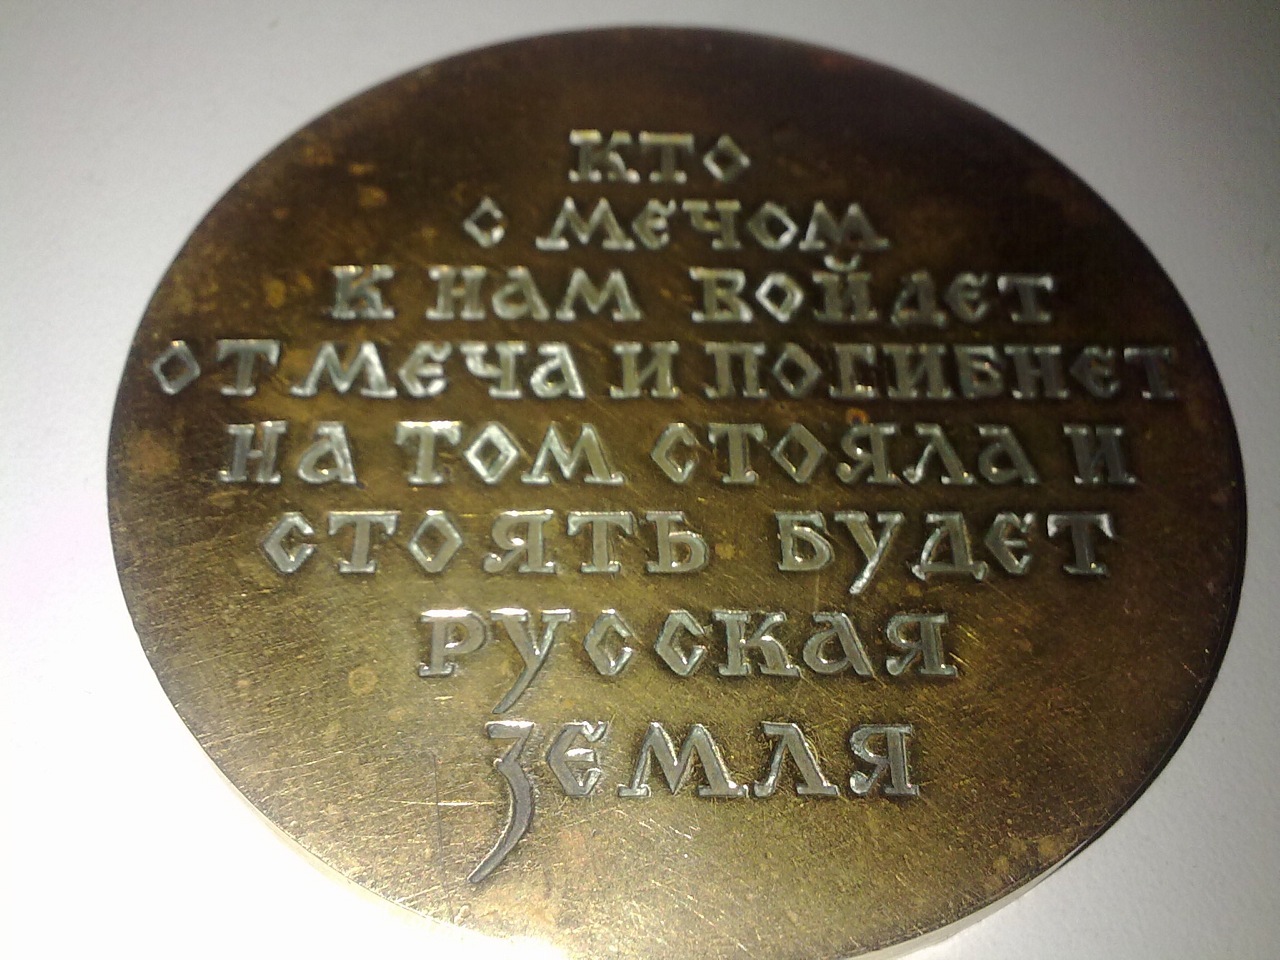 КТО
С МЕЧОМ
К НАМ ВОЙДЕТ
ОТ МЕЧА И ПОГИБНЕТ
НА ТОМ СТОЯЛА И
СТОЯТЬ БУДЕТ
РУССКАЯ
ЗЕМЛЯ